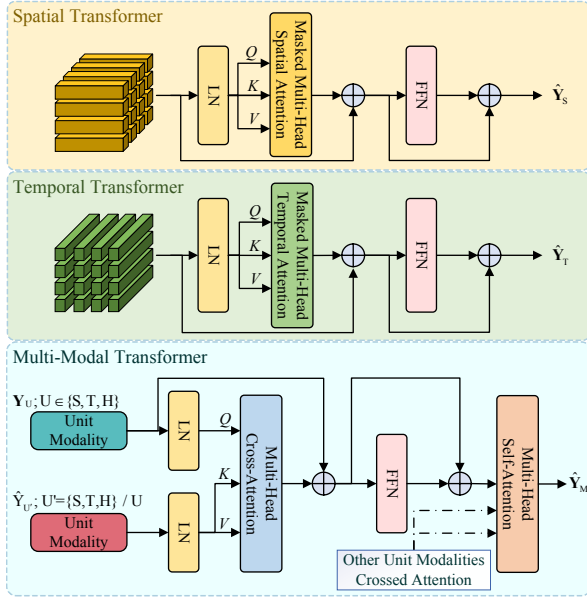 Spatial Transformer
LN
Q
K
V
Masked Multi-Head
Spatial Attention
FFN
Ŷ_S
Temporal Transformer
LN
Q
K
V
Masked Multi-Head
Temporal Attention
FFN
Ŷ_T
Multi-Modal Transformer
Y_U; U ∈ {S, T, H}
Unit
Modality
LN
Q
Ŷ_U'; U'={S,T,H} / U
Unit
Modality
LN
K
V
Multi-Head
Cross-Attention
FFN
Other Unit Modalities
Crossed Attention
Multi-Head
Self-Attention
Ŷ_M